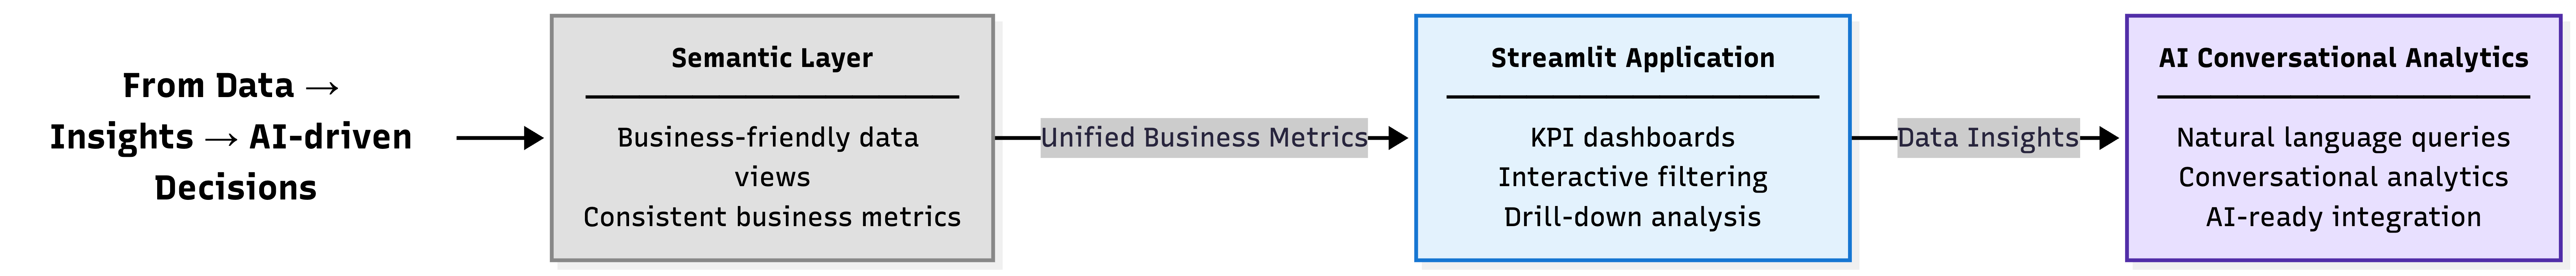 From Data →
Insights → AI-driven
Decisions
Semantic Layer
Business-friendly data
views
Consistent business metrics
Unified Business Metrics
Streamlit Application
KPI dashboards
Interactive filtering
Drill-down analysis
Data Insights
AI Conversational Analytics
Natural language queries
Conversational analytics
AI-ready integration